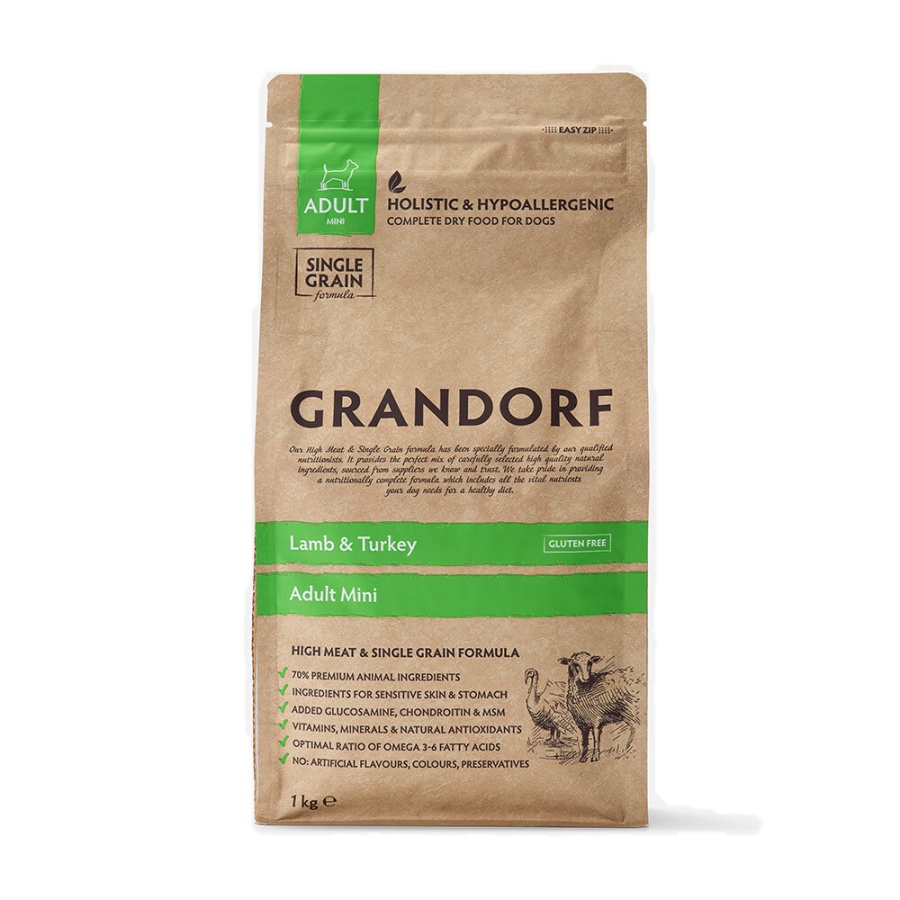 EASY ZIP
ADULT
MINI
HOLISTIC & HYPOALLERGENIC
COMPLETE DRY FOR DOGS
SINGLE
GRAIN
formula
GRANDORF
Our High Meat & Single Grain formula has been specially formulated by our qualified
nutritionists. It provides the perfect mix of carefully selected high quality natural
ingredients, sourced from suppliers we know and trust. We take pride in providing
a nutritionally complete formula which includes all the vital nutrients
your dog needs for a healthy diet.
Lamb & Turkey
GLUTEN FREE
Adult Mini
HIGH MEAT & SINGLE GRAIN FORMULA
70% PREMIUM ANIMAL INGREDIENTS
INGREDIENTS FOR SENSITIVE SKIN & STOMACH
ADDED GLUCOSAMINE, CHONDROITIN & MSM
VITAMINS, MINERALS & NATURAL ANTIOXIDANTS
OPTIMAL RATIO OF OMEGA 3-6 FATTY ACIDS
NO: ARTIFICIAL FLAVOURS, COLOURS, PRESERVATIVES
1 kg ℮